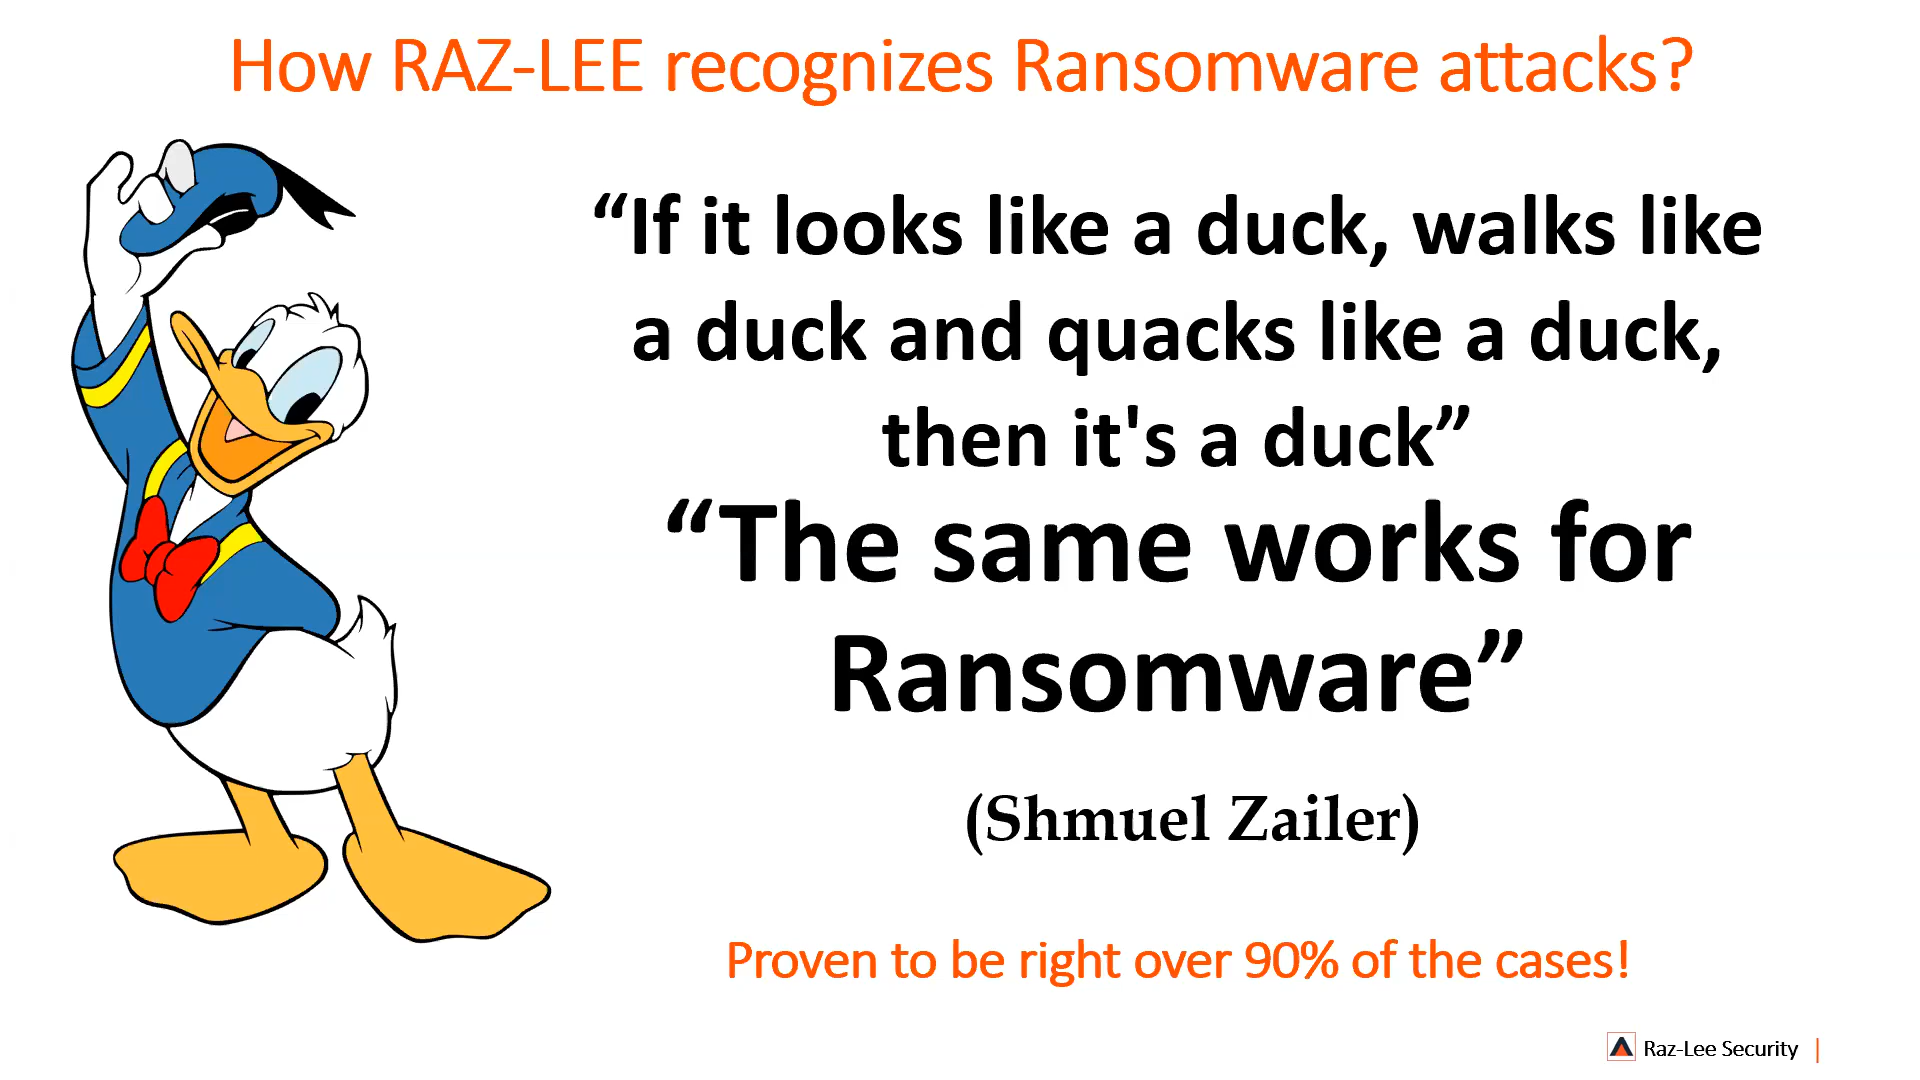 How RAZ-LEE recognizes Ransomware attacks?
“If it looks like a duck, walks like
a duck and quacks like a duck,
then it's a duck”
“The same works for
Ransomware”
(Shmuel Zailer)
Proven to be right over 90% of the cases!
Raz-Lee Security |